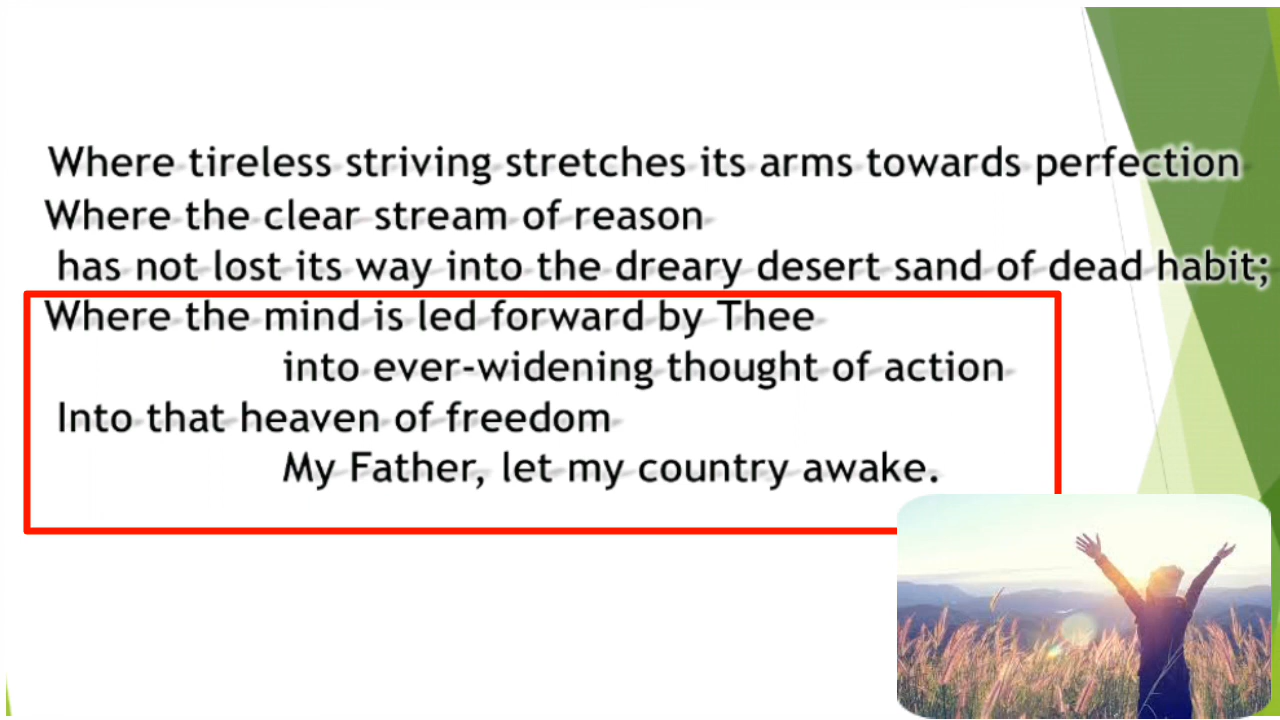 Where tireless striving stretches its arms towards perfection
Where the clear stream of reason
has not lost its way into the dreary desert sand of dead habit;
Where the mind is led forward by Thee
into ever-widening thought of action
Into that heaven of freedom
My Father, let my country awake.